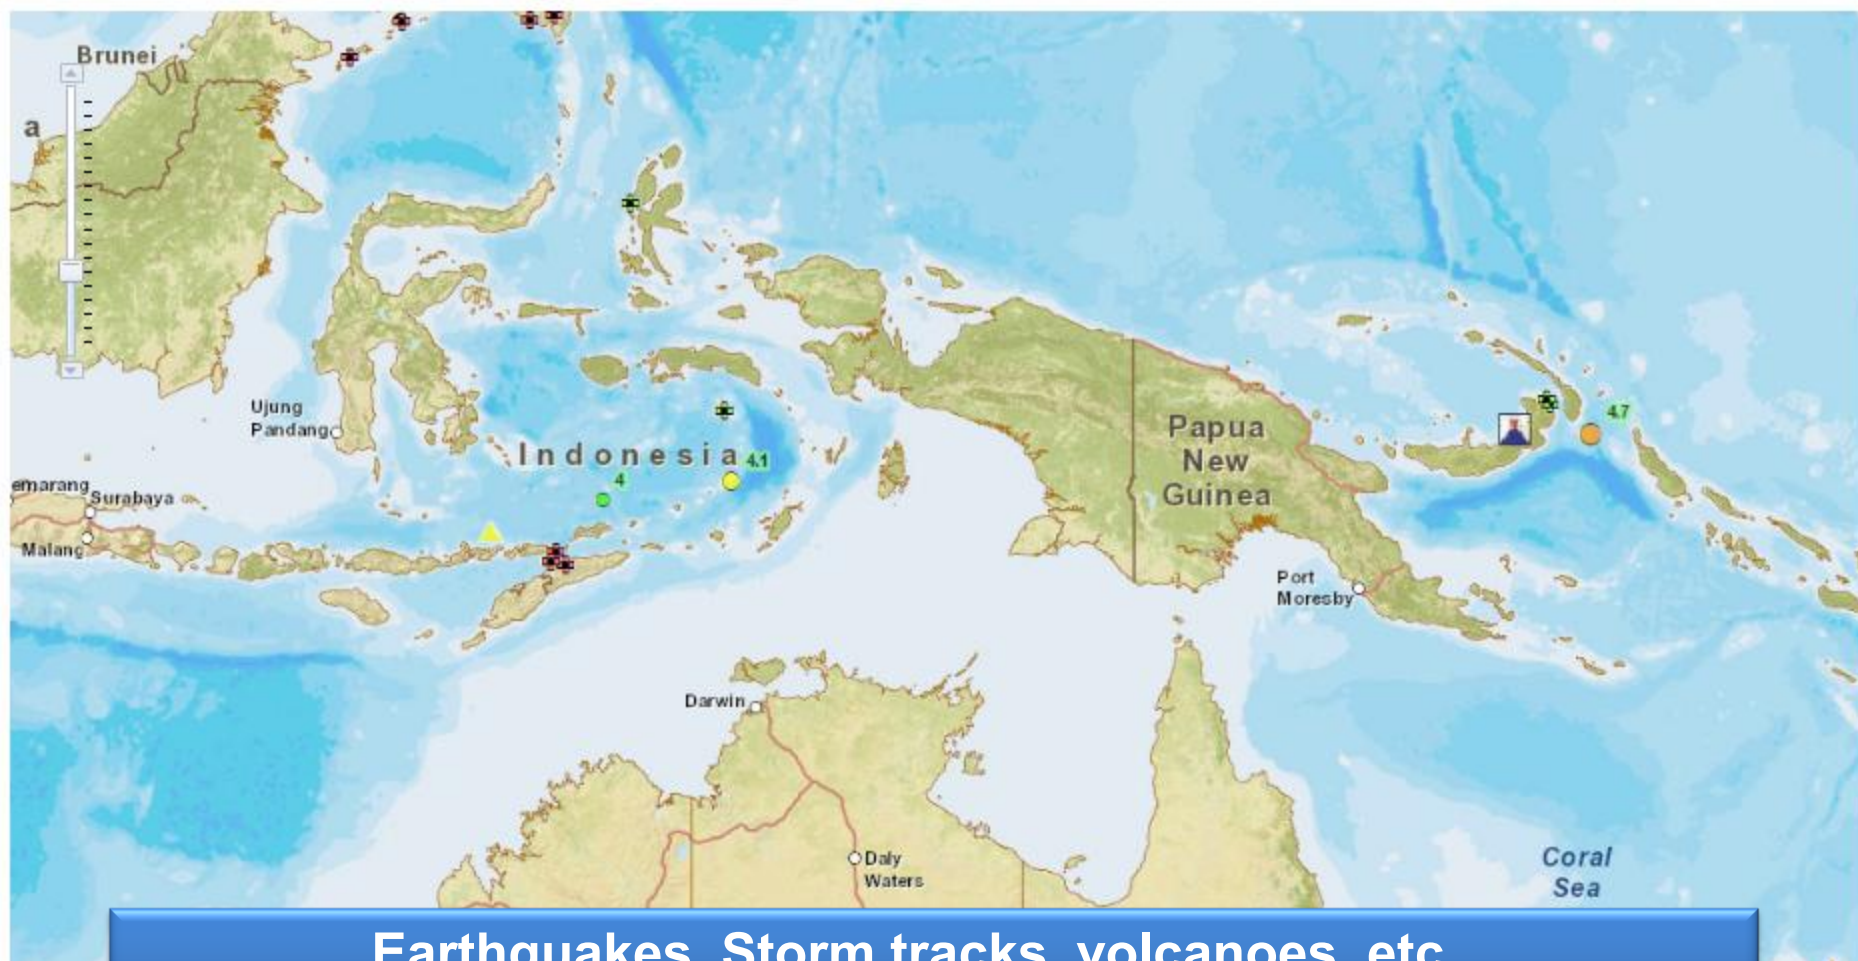 Brunei
a
Ujung
Pandang
Indonesia
4.1
4
4.7
Papua
New
Guinea
emarang
Surabaya
Malang
Port
Moresby
Darwin
Daly
Waters
Coral
Sea
Earthquakes, Storm tracks, volcanoes, etc